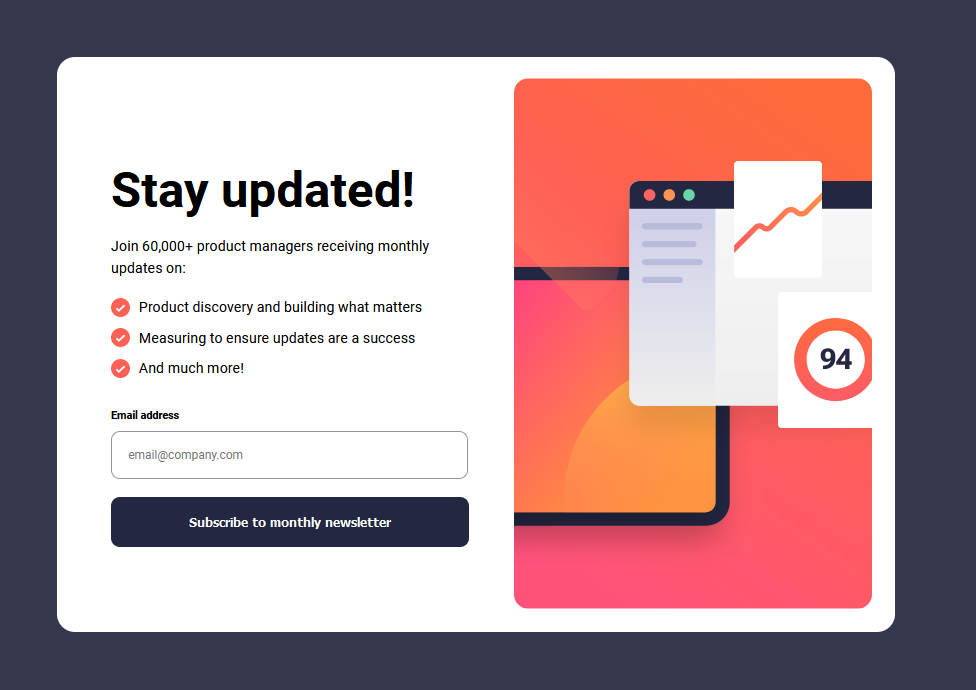 Stay updated!
Join 60,000+ product managers receiving monthly
updates on:
Product discovery and building what matters
Measuring to ensure updates are a success
And much more!
Email address
email@company.com
Subscribe to monthly newsletter
94